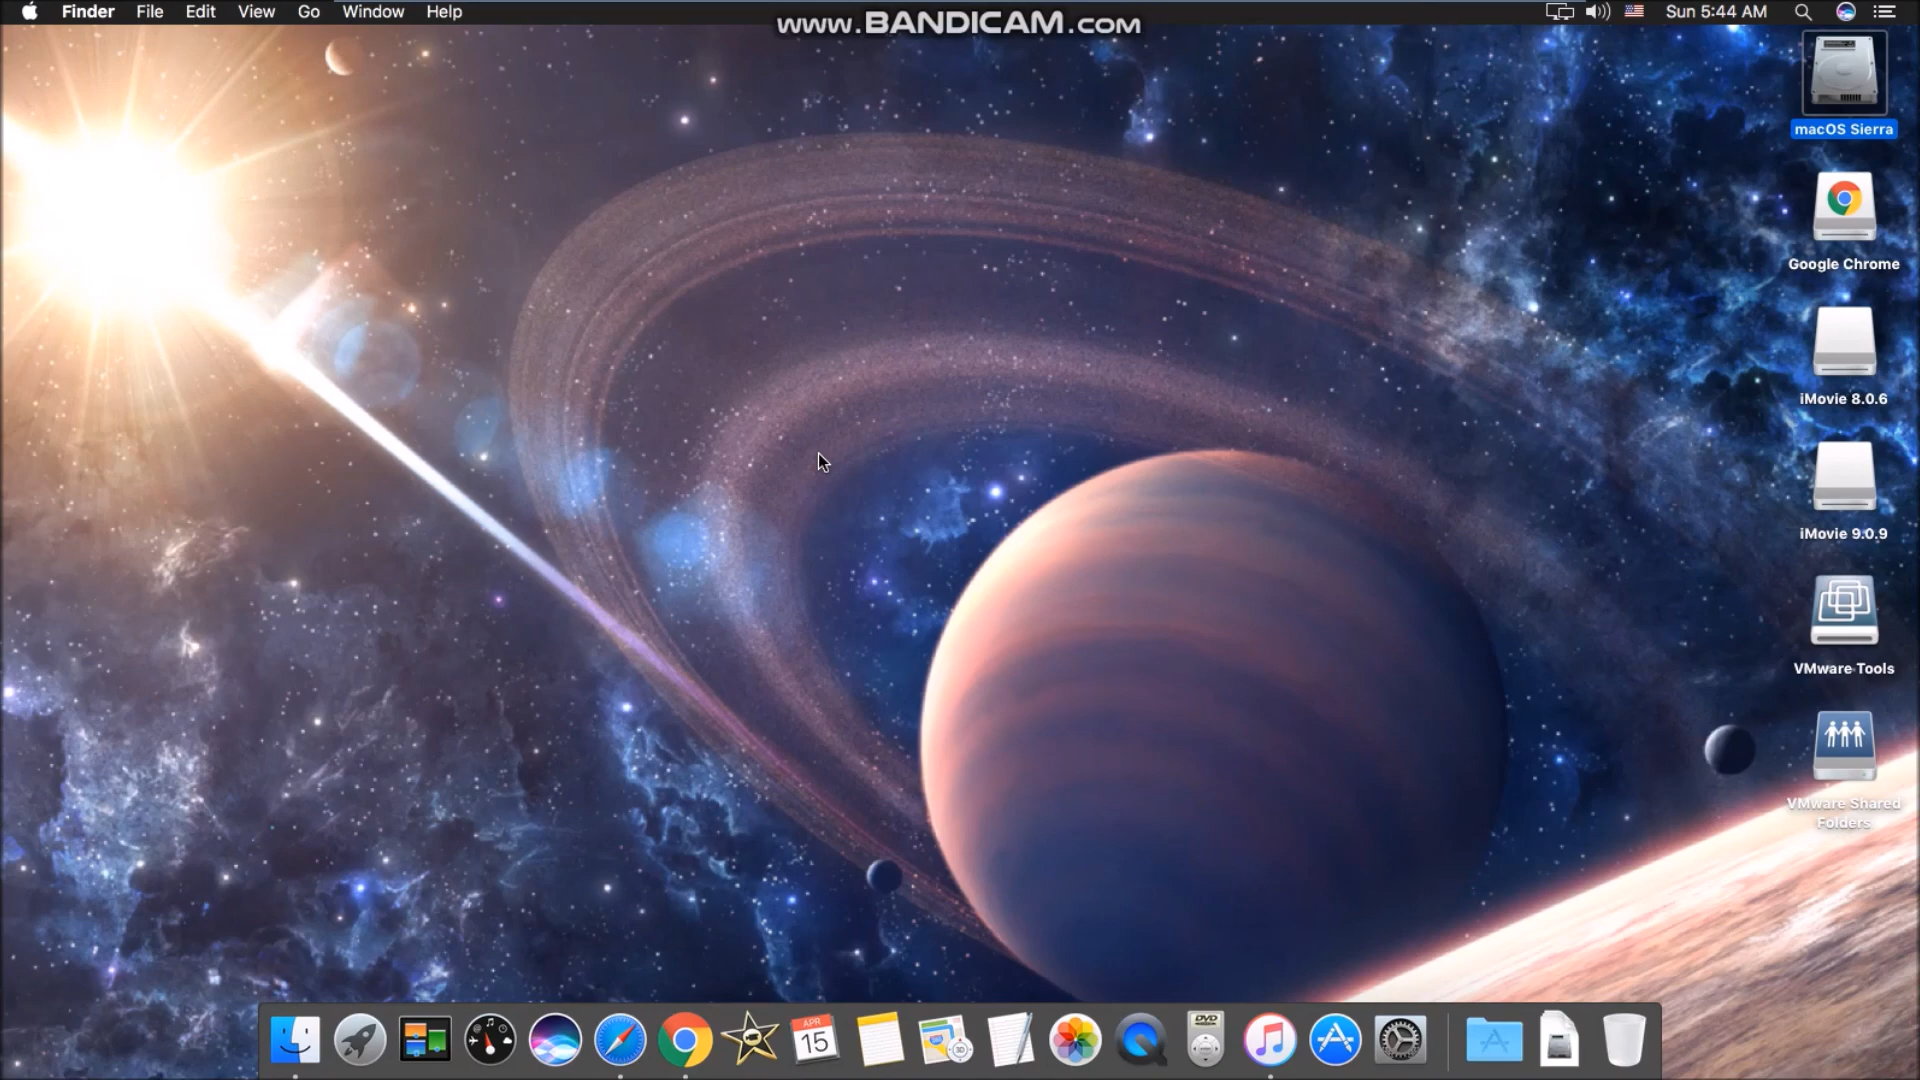 Finder File Edit View Go Window Help
www.BANDICAM.com
Sun 5:44 AM
macOS Sierra
Google Chrome
iMovie 8.0.6
iMovie 9.0.9
VMware Tools
VMware Shared
Folders
APR
15
DVD